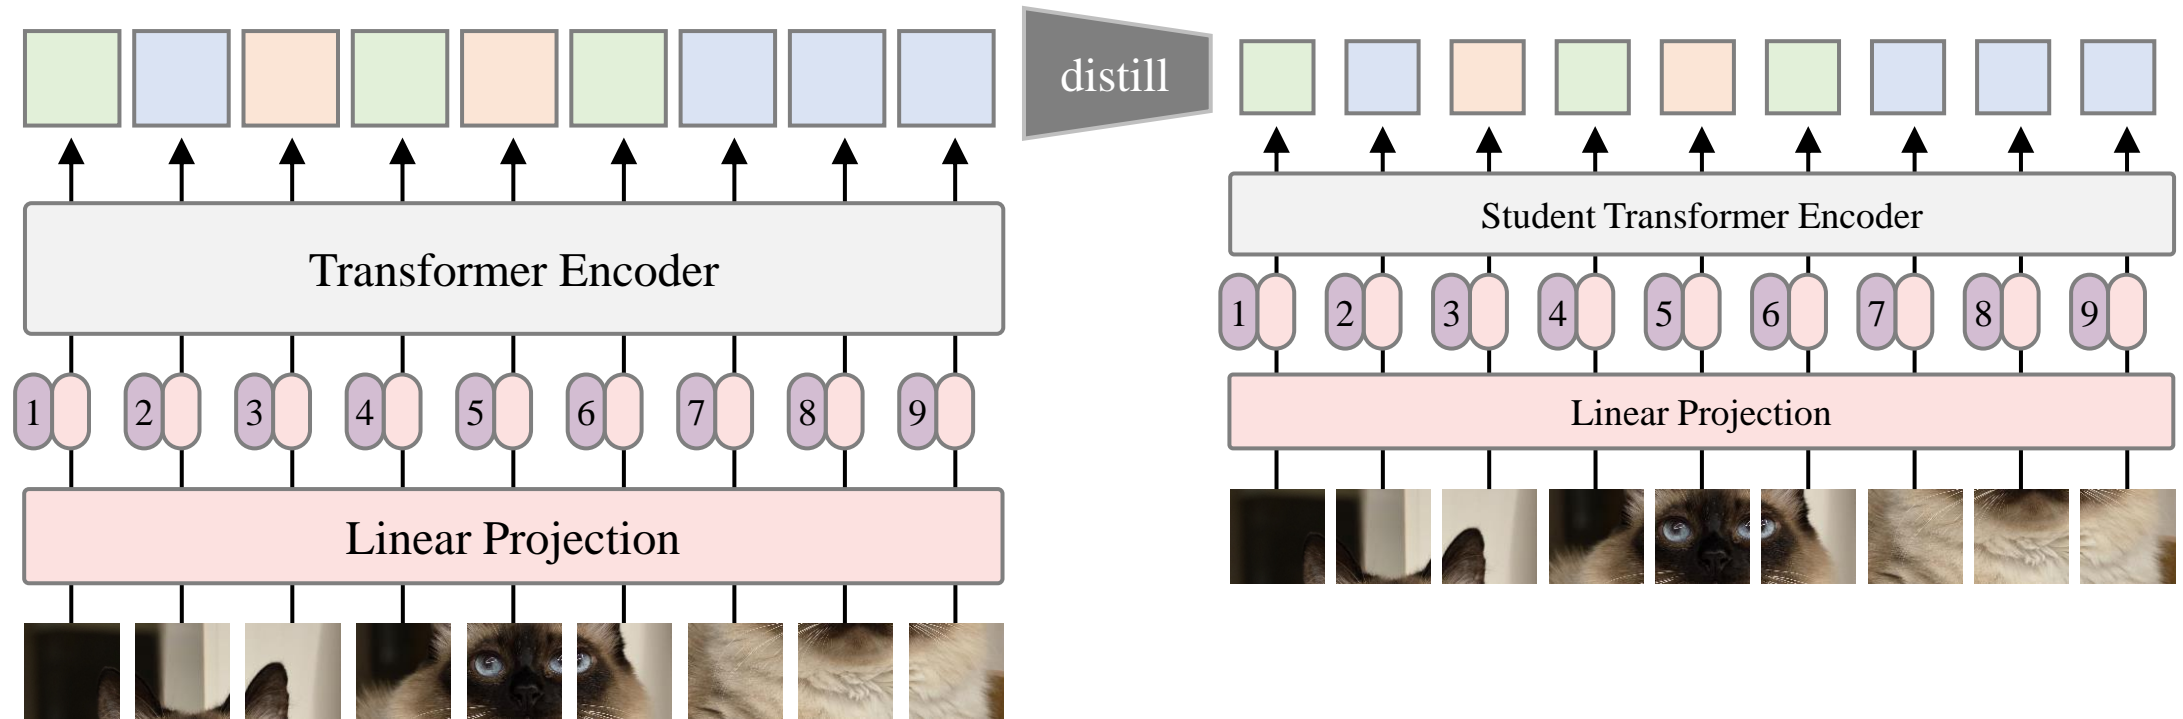 distill
Transformer Encoder
1 2 3 4 5 6 7 8 9
Linear Projection
Student Transformer Encoder
1 2 3 4 5 6 7 8 9
Linear Projection